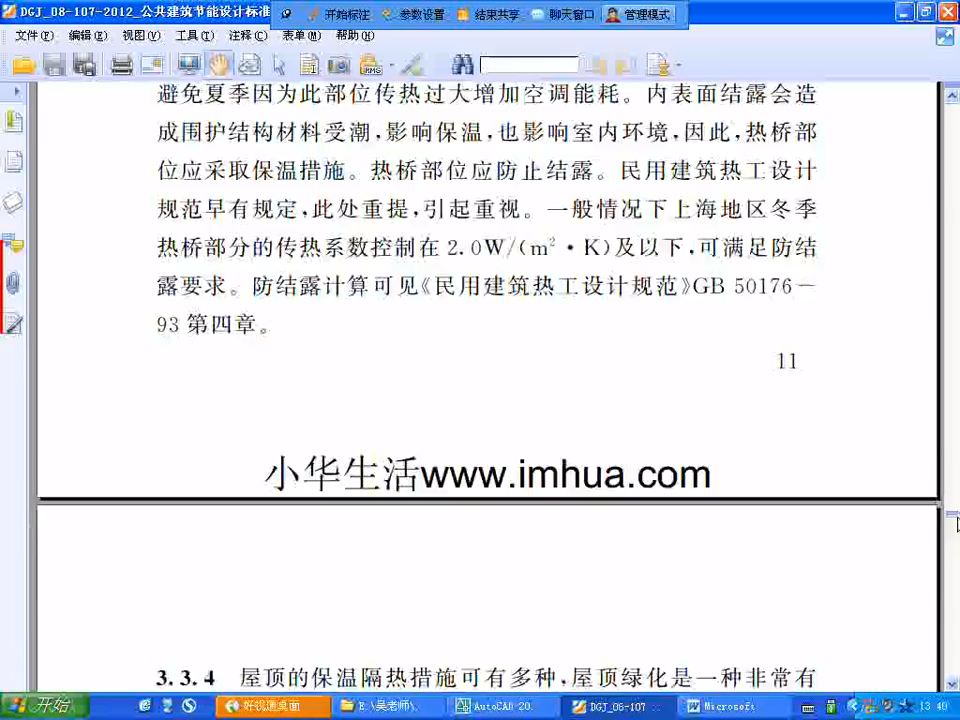 DGJ_08-107-2012_公共建筑节能设计标准
开始标注 参数设置 结束共享 聊天窗口 管理模式
文件(F) 编辑(E) 视图(V) 工具(T) 注释(C) 表单(M) 帮助(H)
避免夏季因为此部位传热过大增加空调能耗。内表面结露会造
成围护结构材料受潮,影响保温,也影响室内环境,因此,热桥部
位应采取保温措施。热桥部位应防止结露。民用建筑热工设计
规范早有规定,此处重提,引起重视。一般情况下上海地区冬季
热桥部分的传热系数控制在 2.0W/(m²·K)及以下,可满足防结
露要求。防结露计算可见《民用建筑热工设计规范》GB 50176—
93 第四章。
11
小华生活www.imhua.com
3.3.4 屋顶的保温隔热措施可有多种,屋顶绿化是一种非常有
开始 好视通桌面 E:\吴老师\ AutoCAD 20. DGJ_08-107 Microsoft 13:40